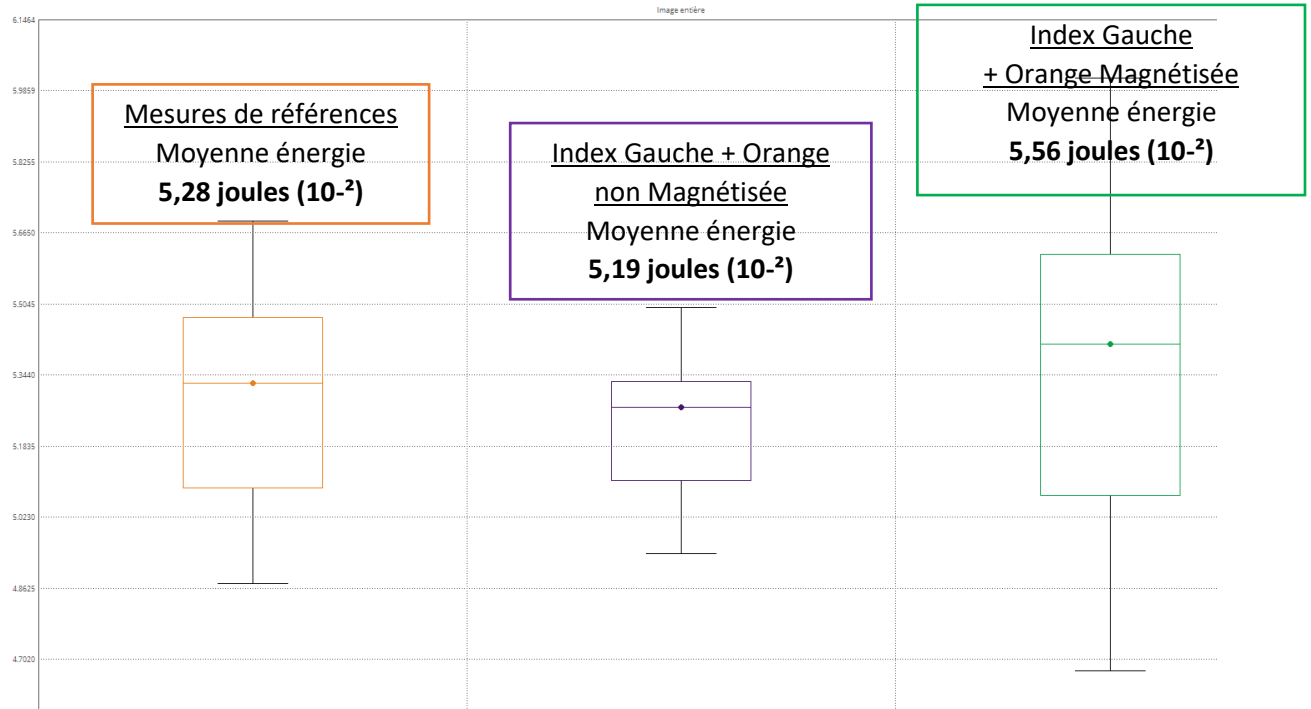 Image entière
6.1464
5.9859
5.8255
5.6650
5.5045
5.3440
5.1835
5.0230
4.8625
4.7020
Mesures de références
Moyenne énergie
5,28 joules (10-²)
Index Gauche + Orange
non Magnétisée
Moyenne énergie
5,19 joules (10-²)
Index Gauche
+ Orange Magnétisée
Moyenne énergie
5,56 joules (10-²)